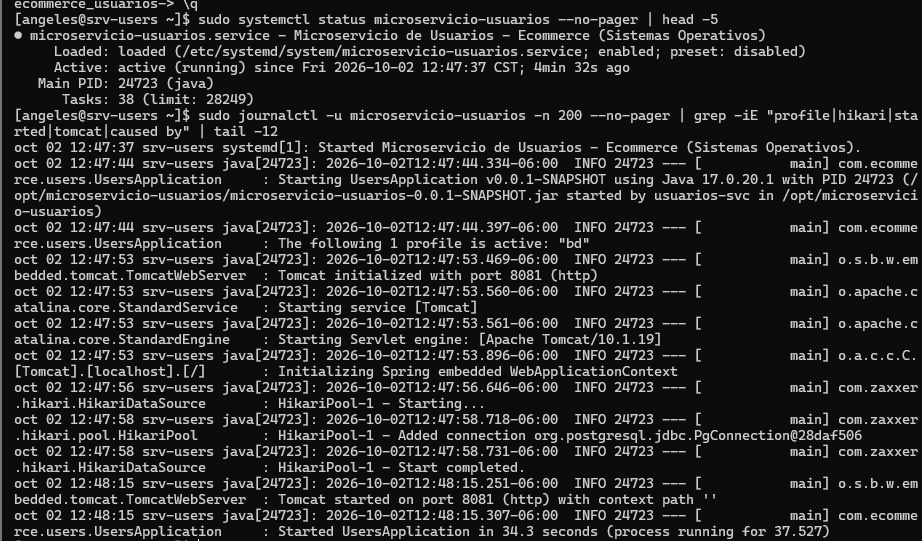 ecommerce_usuarios-> \q
[angeles@srv-users ~]$ sudo systemctl status microservicio-usuarios --no-pager | head -5
● microservicio-usuarios.service - Microservicio de Usuarios - Ecommerce (Sistemas Operativos)
     Loaded: loaded (/etc/systemd/system/microservicio-usuarios.service; enabled; preset: disabled)
     Active: active (running) since Fri 2026-10-02 12:47:37 CST; 4min 32s ago
   Main PID: 24723 (java)
      Tasks: 38 (limit: 28249)
[angeles@srv-users ~]$ sudo journalctl -u microservicio-usuarios -n 200 --no-pager | grep -iE "profile|hikari|sta
rted|tomcat|caused by" | tail -12
oct 02 12:47:37 srv-users systemd[1]: Started Microservicio de Usuarios - Ecommerce (Sistemas Operativos).
oct 02 12:47:44 srv-users java[24723]: 2026-10-02T12:47:44.334-06:00  INFO 24723 --- [           main] com.ecomme
rce.users.UsersApplication     : Starting UsersApplication v0.0.1-SNAPSHOT using Java 17.0.20.1 with PID 24723 (/
opt/microservicio-usuarios/microservicio-usuarios-0.0.1-SNAPSHOT.jar started by usuarios-svc in /opt/microservici
o-usuarios)
oct 02 12:47:44 srv-users java[24723]: 2026-10-02T12:47:44.397-06:00  INFO 24723 --- [           main] com.ecomme
rce.users.UsersApplication     : The following 1 profile is active: "bd"
oct 02 12:47:53 srv-users java[24723]: 2026-10-02T12:47:53.469-06:00  INFO 24723 --- [           main] o.s.b.w.em
bedded.tomcat.TomcatWebServer  : Tomcat initialized with port 8081 (http)
oct 02 12:47:53 srv-users java[24723]: 2026-10-02T12:47:53.560-06:00  INFO 24723 --- [           main] o.apache.c
atalina.core.StandardService   : Starting service [Tomcat]
oct 02 12:47:53 srv-users java[24723]: 2026-10-02T12:47:53.561-06:00  INFO 24723 --- [           main] o.apache.c
atalina.core.StandardEngine    : Starting Servlet engine: [Apache Tomcat/10.1.19]
oct 02 12:47:53 srv-users java[24723]: 2026-10-02T12:47:53.896-06:00  INFO 24723 --- [           main] o.a.c.c.C.
[Tomcat].[localhost].[/]       : Initializing Spring embedded WebApplicationContext
oct 02 12:47:56 srv-users java[24723]: 2026-10-02T12:47:56.646-06:00  INFO 24723 --- [           main] com.zaxxer
.hikari.HikariDataSource       : HikariPool-1 - Starting...
oct 02 12:47:58 srv-users java[24723]: 2026-10-02T12:47:58.718-06:00  INFO 24723 --- [           main] com.zaxxer
.hikari.pool.HikariPool        : HikariPool-1 - Added connection org.postgresql.jdbc.PgConnection@28daf506
oct 02 12:47:58 srv-users java[24723]: 2026-10-02T12:47:58.731-06:00  INFO 24723 --- [           main] com.zaxxer
.hikari.HikariDataSource       : HikariPool-1 - Start completed.
oct 02 12:48:15 srv-users java[24723]: 2026-10-02T12:48:15.251-06:00  INFO 24723 --- [           main] o.s.b.w.em
bedded.tomcat.TomcatWebServer  : Tomcat started on port 8081 (http) with context path ''
oct 02 12:48:15 srv-users java[24723]: 2026-10-02T12:48:15.307-06:00  INFO 24723 --- [           main] com.ecomme
rce.users.UsersApplication     : Started UsersApplication in 34.3 seconds (process running for 37.527)